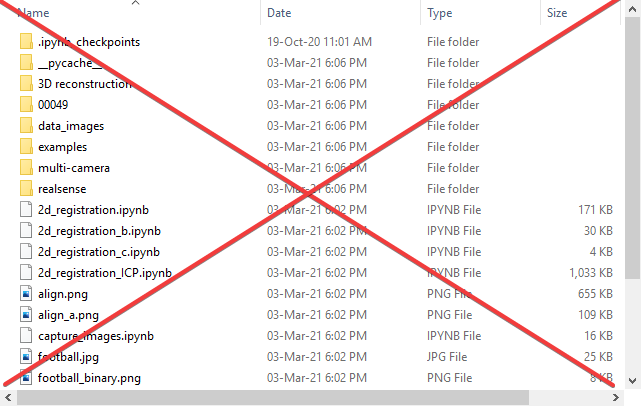 Name Date Type Size
.ipynb_checkpoints 19-Oct-20 11:01 AM File folder
__pycache__ 03-Mar-21 6:06 PM File folder
3D reconstruction 03-Mar-21 6:06 PM File folder
00049 03-Mar-21 6:06 PM File folder
data_images 03-Mar-21 6:06 PM File folder
examples 03-Mar-21 6:06 PM File folder
multi-camera 03-Mar-21 6:06 PM File folder
realsense 03-Mar-21 6:06 PM File folder
2d_registration.ipynb 03-Mar-21 6:02 PM IPYNB File 171 KB
2d_registration_b.ipynb 03-Mar-21 6:02 PM IPYNB File 30 KB
2d_registration_c.ipynb 03-Mar-21 6:02 PM IPYNB File 4 KB
2d_registration_ICP.ipynb 03-Mar-21 6:02 PM IPYNB File 1,033 KB
align.png 03-Mar-21 6:02 PM PNG File 655 KB
align_a.png 03-Mar-21 6:02 PM PNG File 109 KB
capture_images.ipynb 03-Mar-21 6:02 PM IPYNB File 16 KB
football.jpg 03-Mar-21 6:02 PM JPG File 25 KB
football_binary.png 03-Mar-21 6:02 PM PNG File 8 KB